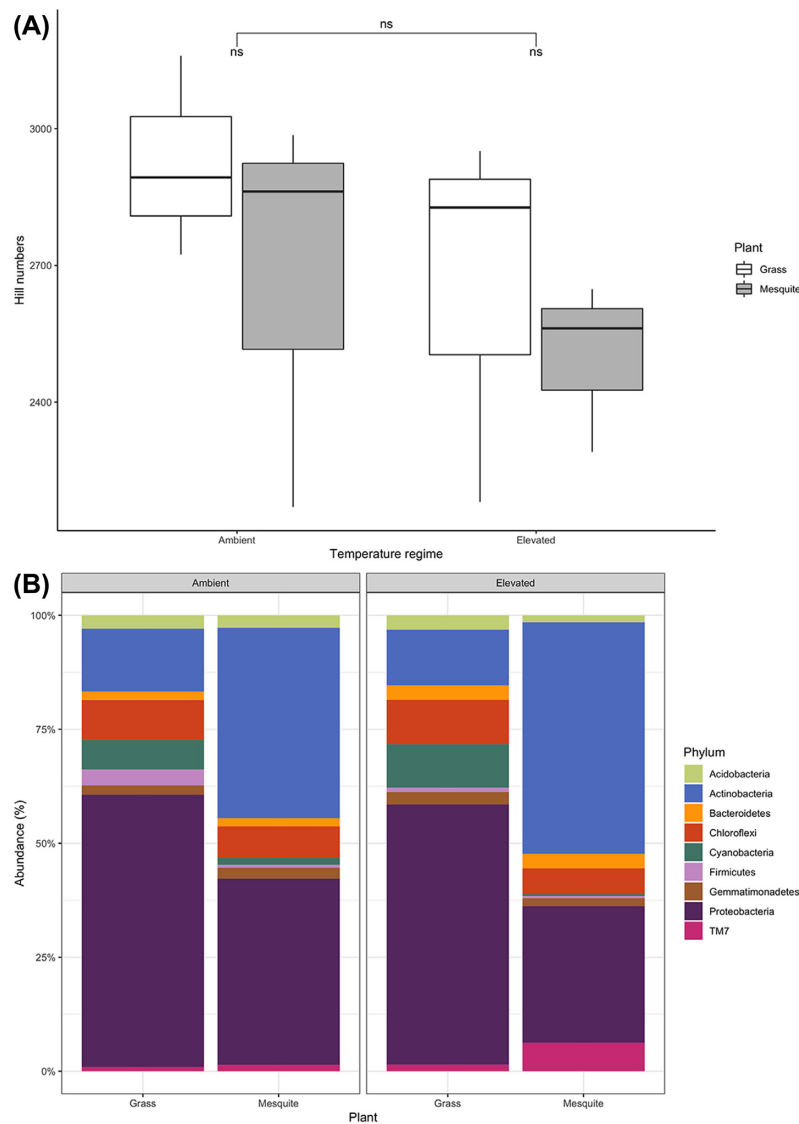 (A)
ns
ns
ns
3000
2700
2400
Hill numbers
Ambient
Elevated
Temperature regime
Plant
Grass
Mesquite
(B)
Ambient
Elevated
100%
75%
50%
25%
0%
Abundance (%)
Grass
Mesquite
Grass
Mesquite
Plant
Phylum
Acidobacteria
Actinobacteria
Bacteroidetes
Chloroflexi
Cyanobacteria
Firmicutes
Gemmatimonadetes
Proteobacteria
TM7